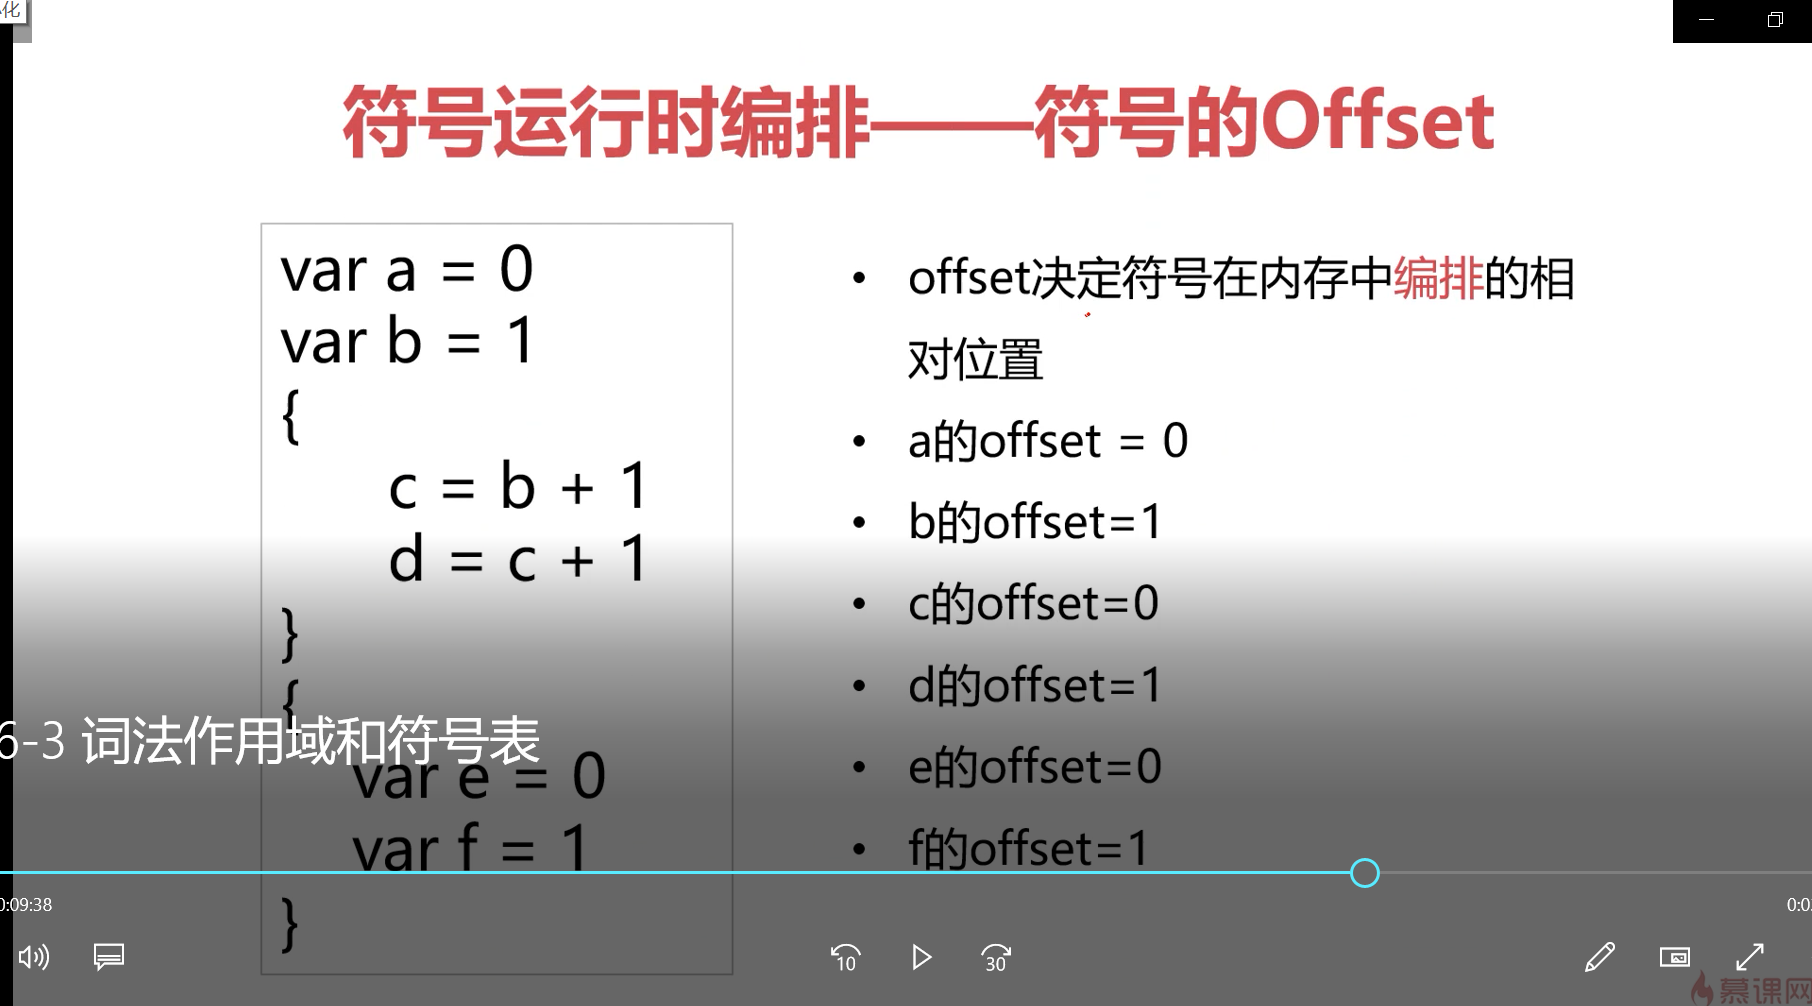 化
符号运行时编排——符号的Offset
var a = 0
var b = 1
{
c = b + 1
d = c + 1
}
{
var e = 0
var f = 1
}
• offset决定符号在内存中编排的相
对位置
• a的offset = 0
• b的offset=1
• c的offset=0
• d的offset=1
• e的offset=0
• f的offset=1
6-3 词法作用域和符号表
0:09:38
0:0
10
30
慕课网